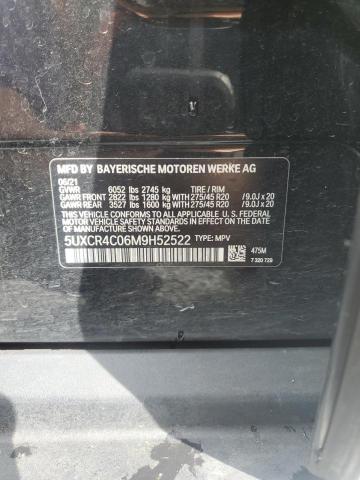 MFD BY BAYERISCHE MOTOREN WERKE AG
06/21
GVWR 6052 lbs 2745 kg TIRE / RIM
GAWR FRONT 2822 lbs 1280 kg WITH 275/45 R20 / 9.0J x 20
GAWR REAR 3527 lbs 1600 kg WITH 275/45 R20 / 9.0J x 20
THIS VEHICLE CONFORMS TO ALL APPLICABLE
U. S. FEDERAL MOTOR VEHICLE SAFETY
AND THEFT PREVENTION STANDARDS IN EFFECT
ON THE DATE OF MANUFACTURE SHOWN ABOVE.
5UXCR4C06M9H52522 TYPE: MPV
475M
7 320 729